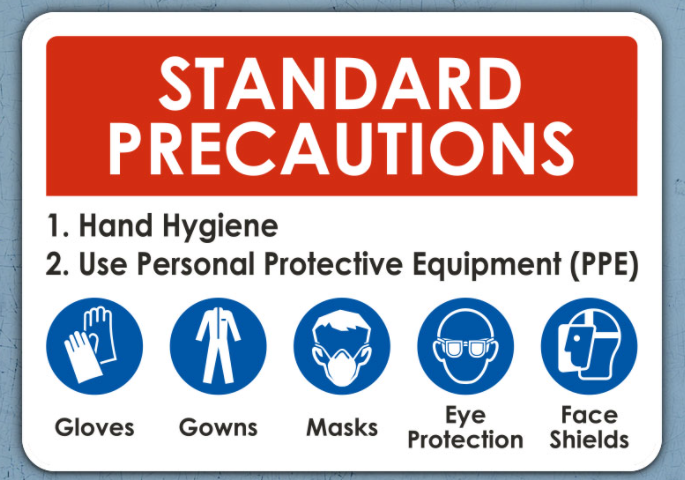 STANDARD
PRECAUTIONS
1. Hand Hygiene
2. Use Personal Protective Equipment (PPE)
Gloves
Gowns
Masks
Eye
Protection
Face
Shields